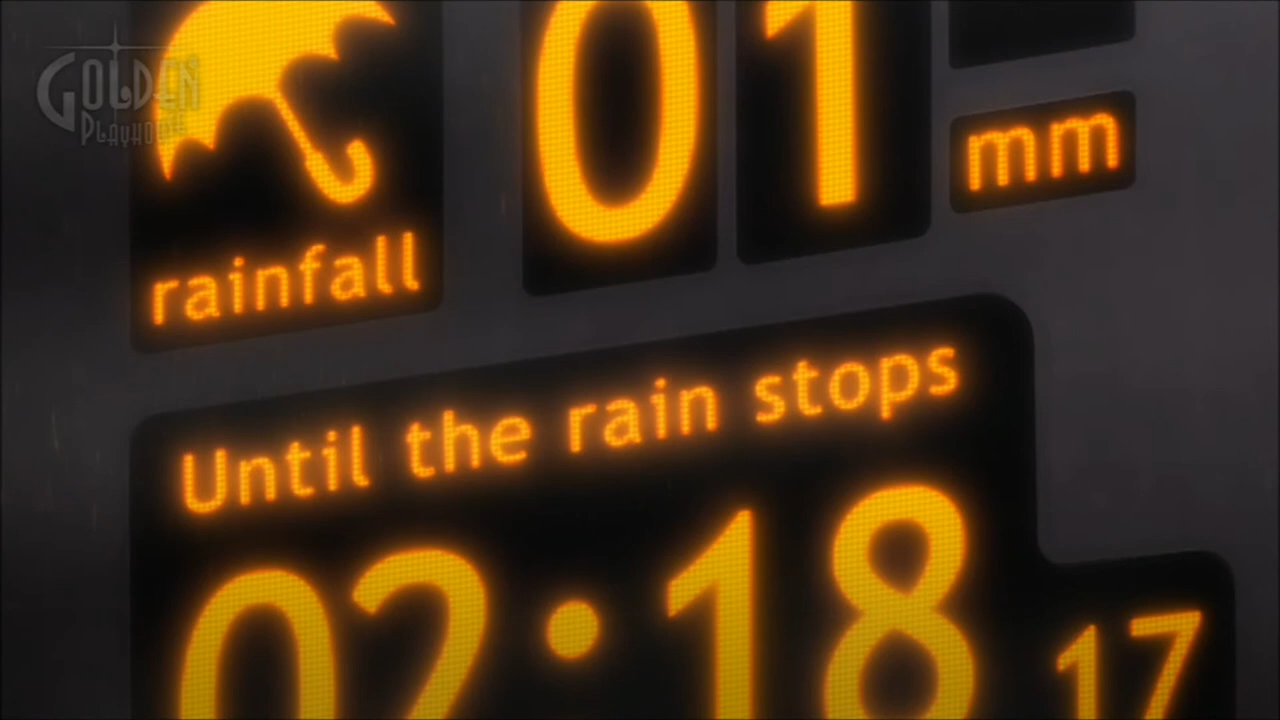 GOLDEN
PLAYHOUSE
01
mm
rainfall
Until the rain stops
02:18 17